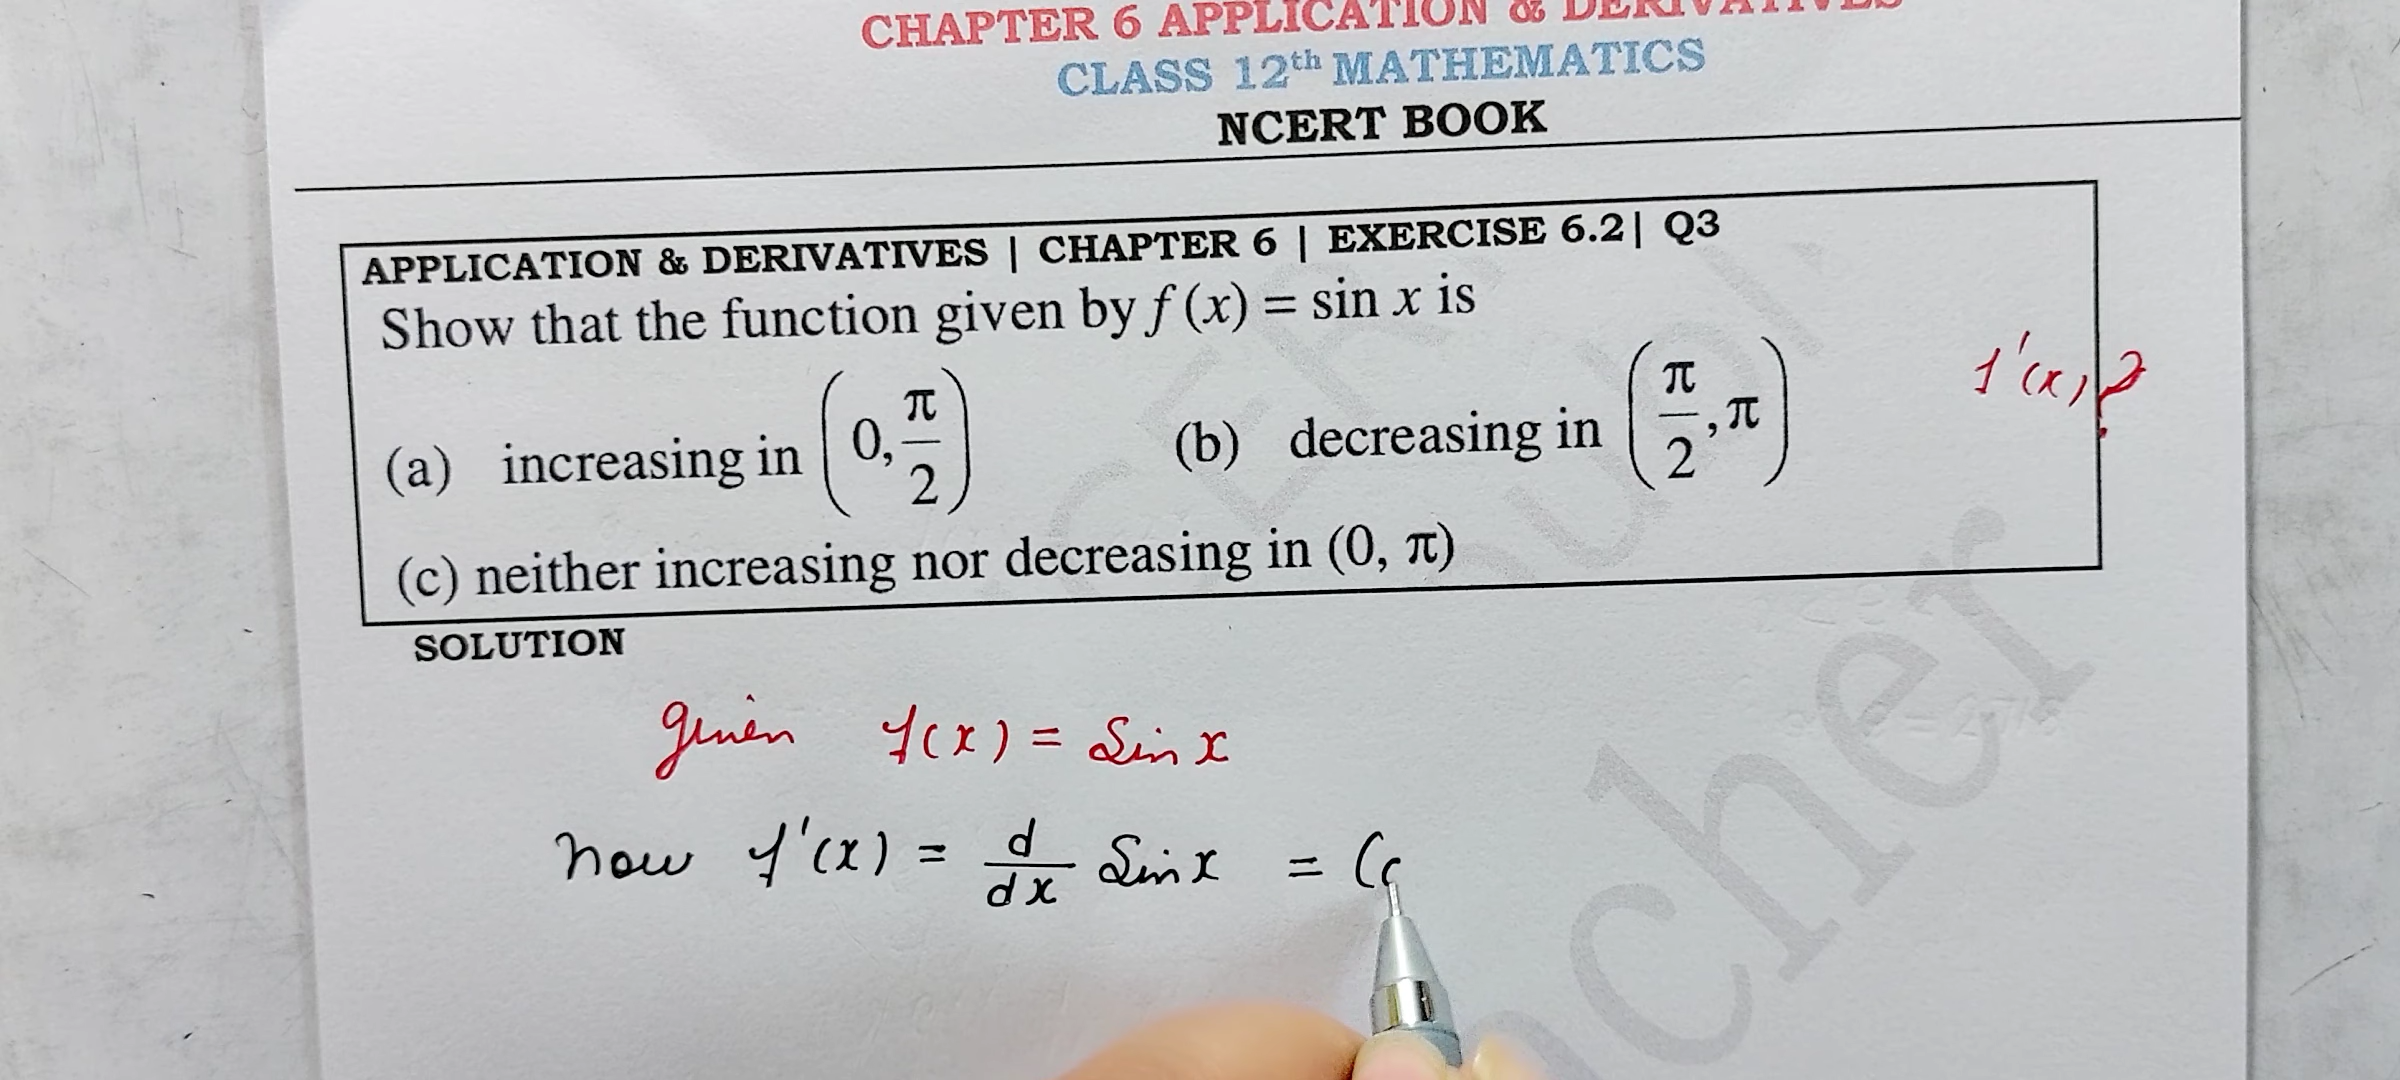 CHAPTER 6 APPLICATION & DERIVATIVES
CLASS 12th MATHEMATICS
NCERT BOOK
APPLICATION & DERIVATIVES | CHAPTER 6 | EXERCISE 6.2| Q3
Show that the function given by f (x) = sin x is
(a) increasing in (0, π/2) (b) decreasing in (π/2, π)
f'(x) ?
(c) neither increasing nor decreasing in (0, π)
SOLUTION
given f(x) = Sin x
now f'(x) = d/dx Sin x = Co